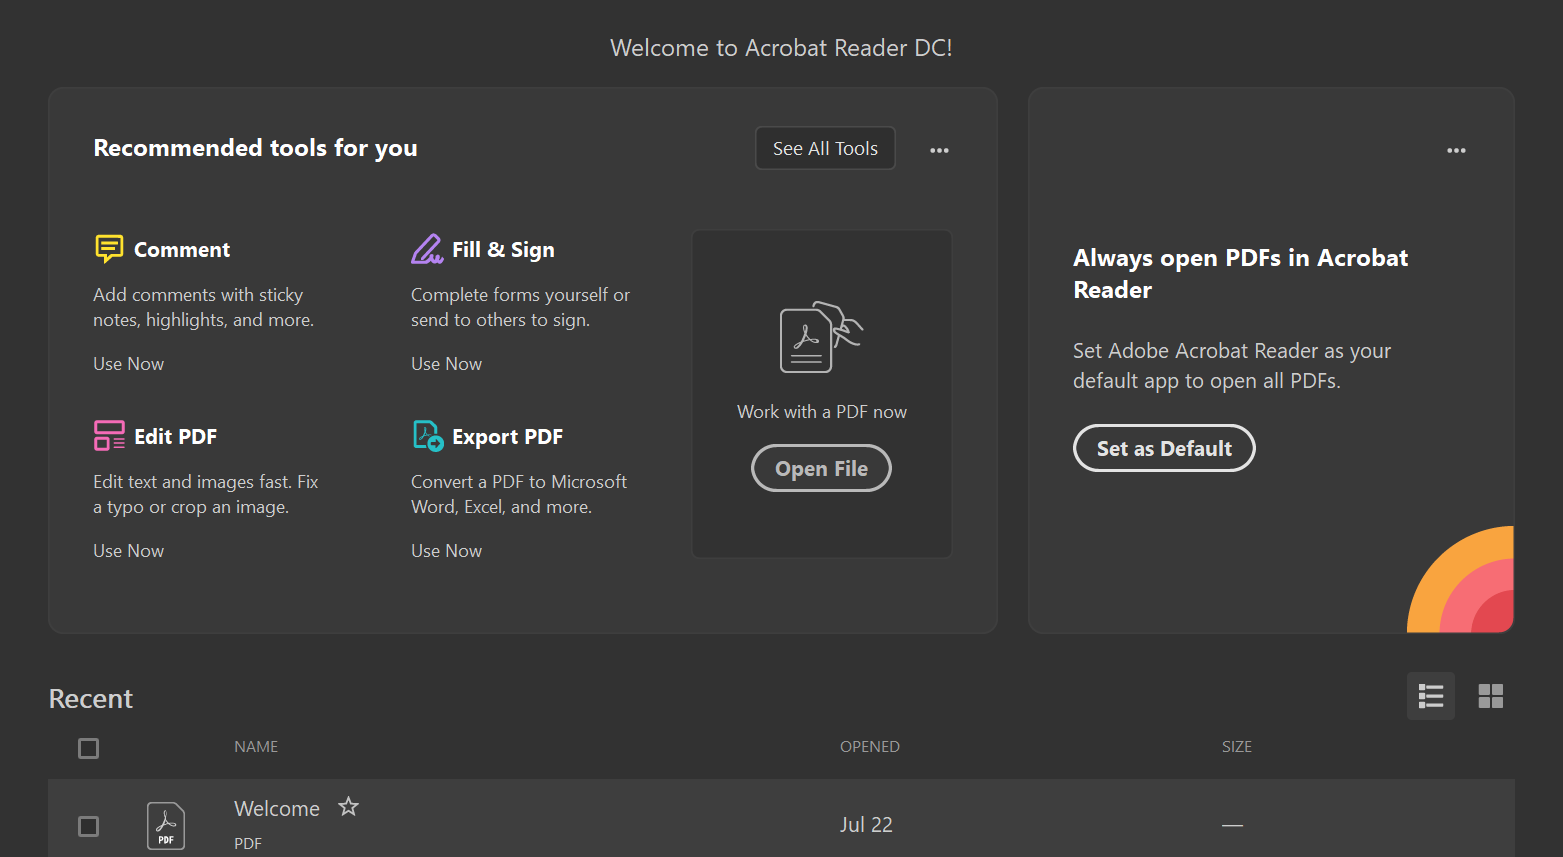 Welcome to Acrobat Reader DC!
Recommended tools for you
See All Tools
Comment
Add comments with sticky
notes, highlights, and more.
Use Now
Fill & Sign
Complete forms yourself or
send to others to sign.
Use Now
Edit PDF
Edit text and images fast. Fix
a typo or crop an image.
Use Now
Export PDF
Convert a PDF to Microsoft
Word, Excel, and more.
Use Now
Work with a PDF now
Open File
Always open PDFs in Acrobat
Reader
Set Adobe Acrobat Reader as your
default app to open all PDFs.
Set as Default
Recent
NAME OPENED SIZE
PDF
Welcome
Jul 22 —
PDF